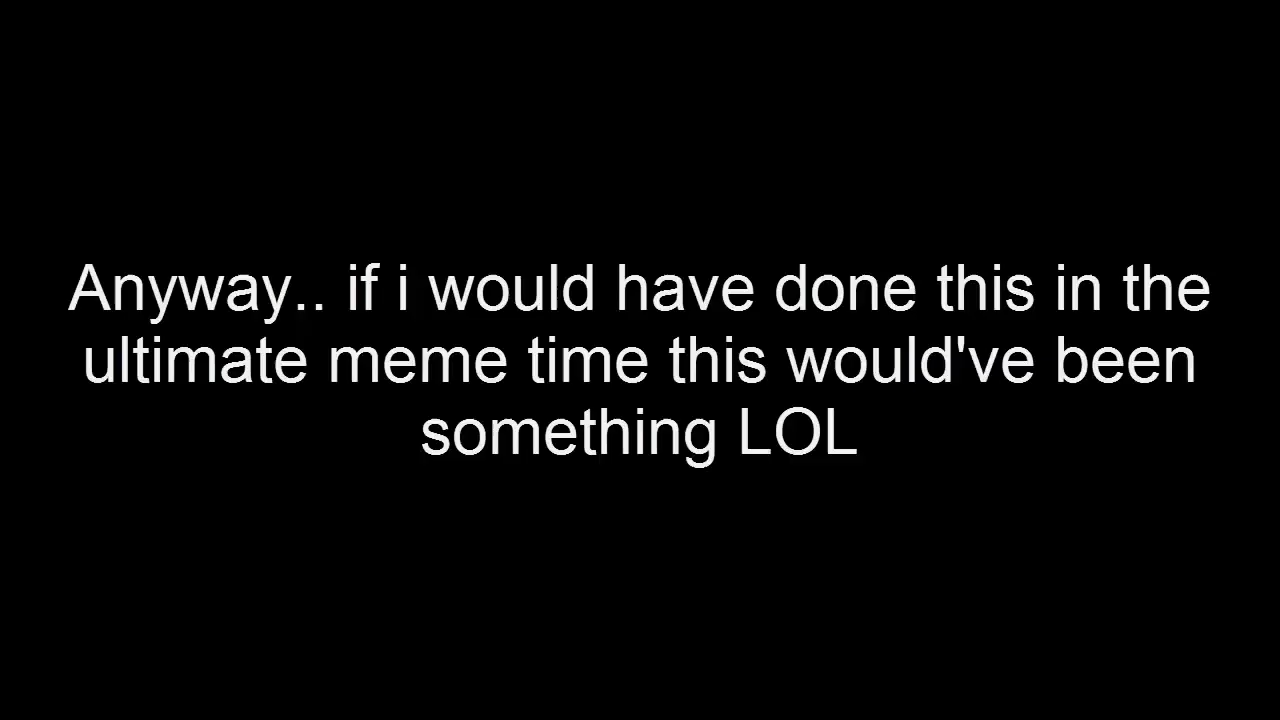 Anyway.. if i would have done this in the
ultimate meme time this would've been
something LOL